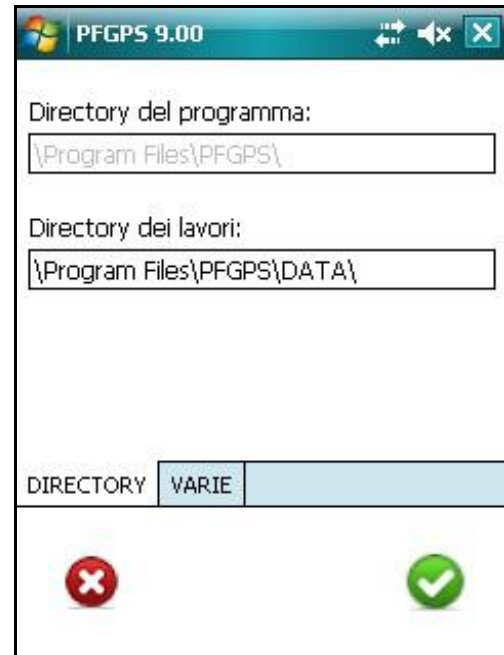 PFGPS 9.00
Directory del programma:
\Program Files\PFGPS\
Directory dei lavori:
\Program Files\PFGPS\DATA\
DIRECTORY VARIE